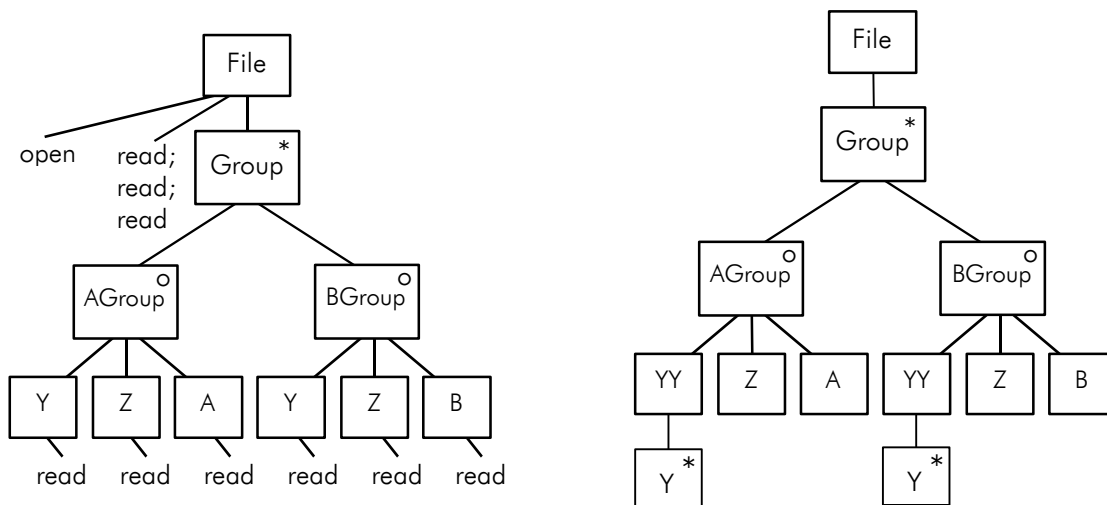 File
open
read;
read;
read
Group *
AGroup o
BGroup o
Y Z A Y Z B
read read read read read read
File
Group *
AGroup o
BGroup o
YY Z A YY Z B
Y * Y *